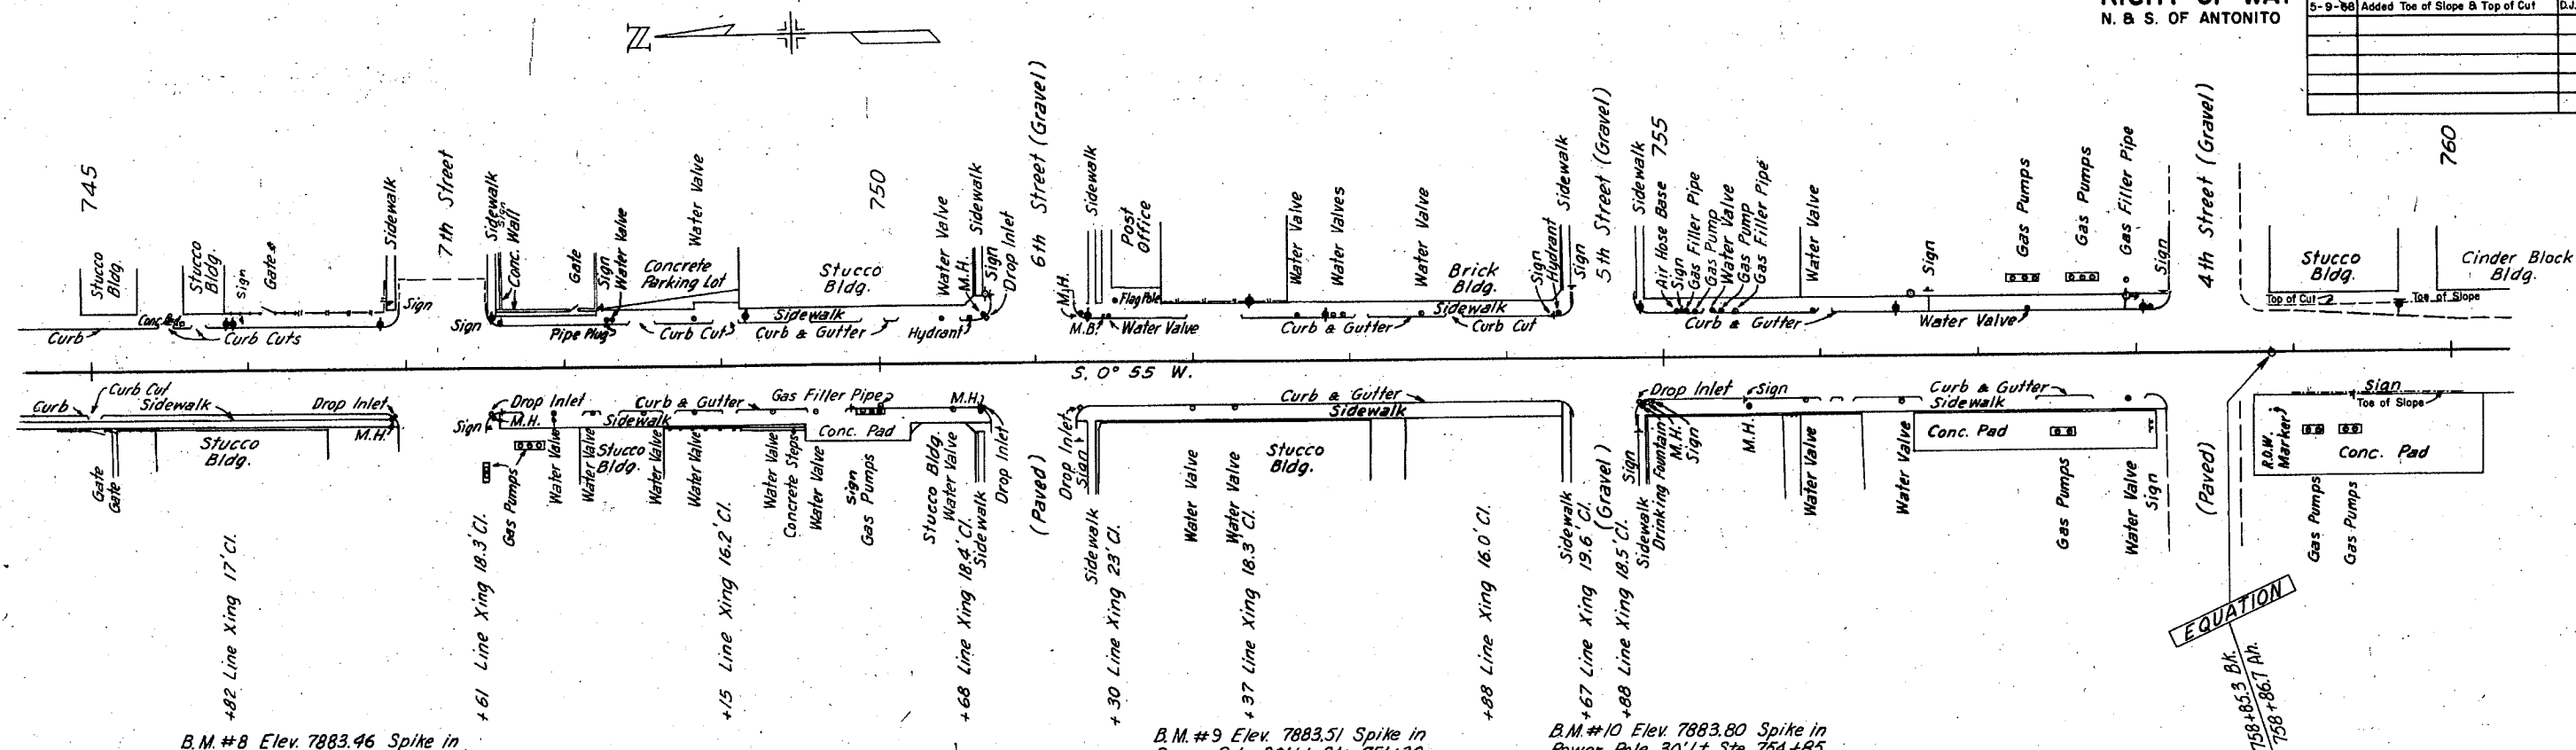 N. & S. OF ANTONITO
5-9-68 Added Toe of Slope & Top of Cut
745
7th Street
750
6th Street (Gravel)
5th Street (Gravel)
755
4th Street (Gravel)
760
Stucco Bldg.
Stucco Bldg.
Sign
Gate
Sidewalk
Sign
Sidewalk
Sign
Conc. Wall
Gate
Sign
Water Valve
Concrete Parking Lot
Water Valve
Stucco Bldg.
Water Valve
M.H.
Sidewalk
Sign
Drop Inlet
M.H.
Sidewalk
Post Office
Flag Pole
Water Valve
Water Valves
Water Valve
Brick Bldg.
Sign
Hydrant
Sidewalk
Sign
Sidewalk
Air Hose Base
Sign
Gas Filler Pipe
Gas Pump
Water Valve
Gas Pump
Gas Filler Pipe
Water Valve
Sign
Gas Pumps
Gas Pumps
Gas Filler Pipe
Sign
Stucco Bldg.
Cinder Block Bldg.
Top of Cut
Toe of Slope
Curb
Curb Cuts
Sign
Pipe Plug
Curb Cut
Sidewalk
Curb & Gutter
Hydrant
M.B.
Water Valve
Curb & Gutter
Sidewalk
Curb Cut
Curb & Gutter
Water Valve
S. 0° 55' W.
Curb
Curb Cut
Sidewalk
Drop Inlet
M.H.
Gate
Gate
Stucco Bldg.
Sign
Drop Inlet
M.H.
Gas Pumps
Water Valve
Water Valve
Sidewalk
Stucco Bldg.
Curb & Gutter
Water Valve
Water Valve
Water Valve
Concrete Steps
Water Valve
Gas Filler Pipe
Conc. Pad
Sign
Gas Pumps
Stucco Bldg.
Water Valve
M.H.
Sidewalk
Drop Inlet
(Paved)
Drop Inlet
Sign
Sidewalk
Water Valve
Water Valve
Curb & Gutter
Sidewalk
Stucco Bldg.
Sidewalk
(Gravel)
Sign
Sidewalk
Drinking Fountain
M.H.
Sign
Drop Inlet
Sign
M.H.
Water Valve
Curb & Gutter
Sidewalk
Water Valve
Conc. Pad
Gas Pumps
Water Valve
Sign
(Paved)
Sign
Toe of Slope
R.O.W. Marker
Conc. Pad
Gas Pumps
Gas Pumps
+82 Line Xing 17' Cl.
+61 Line Xing 18.3' Cl.
+15 Line Xing 16.2' Cl.
+68 Line Xing 18.4' Cl.
+30 Line Xing 23' Cl.
+37 Line Xing 18.3' Cl.
+88 Line Xing 16.0' Cl.
+67 Line Xing 19.6' Cl.
+88 Line Xing 18.5' Cl.
EQUATION
758+85.3 Bk.
758+86.7 Ah.
B.M.#8 Elev. 7883.46 Spike in
B.M.#9 Elev. 7883.51 Spike in
B.M.#10 Elev. 7883.80 Spike in
Power Pole 30' Lt. Sta. 754+85